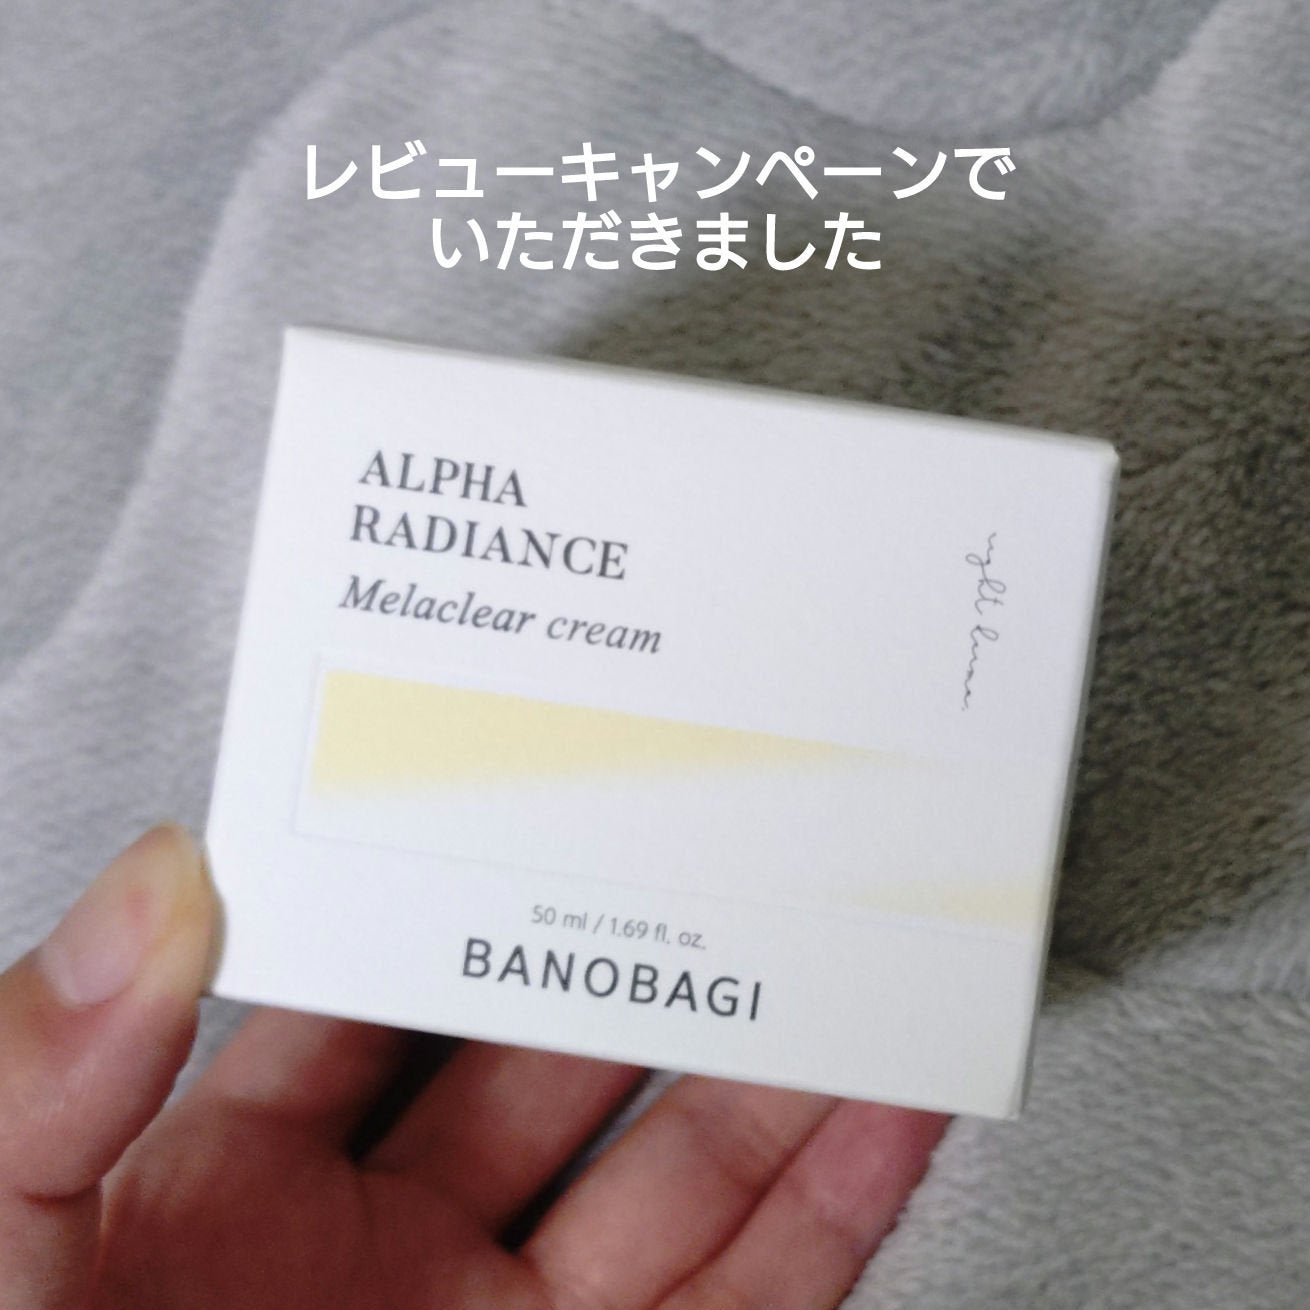 レビューキャンペーンで
いただきました
ALPHA
RADIANCE
Melaclear cream
50 ml / 1.69 fl. oz.
BANOBAGI